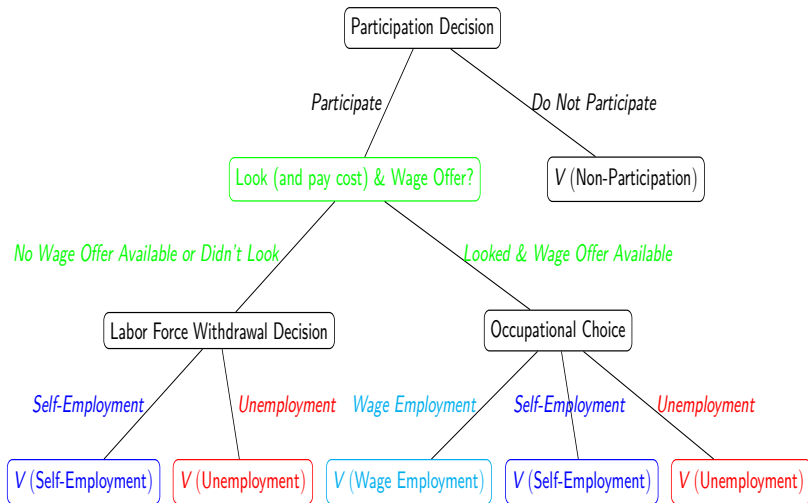 Participation Decision
Participate
Do Not Participate
Look (and pay cost) & Wage Offer?
V (Non-Participation)
No Wage Offer Available or Didn't Look
Looked & Wage Offer Available
Labor Force Withdrawal Decision
Occupational Choice
Self-Employment
Unemployment
Wage Employment
Self-Employment
Unemployment
V (Self-Employment)
V (Unemployment)
V (Wage Employment)
V (Self-Employment)
V (Unemployment)